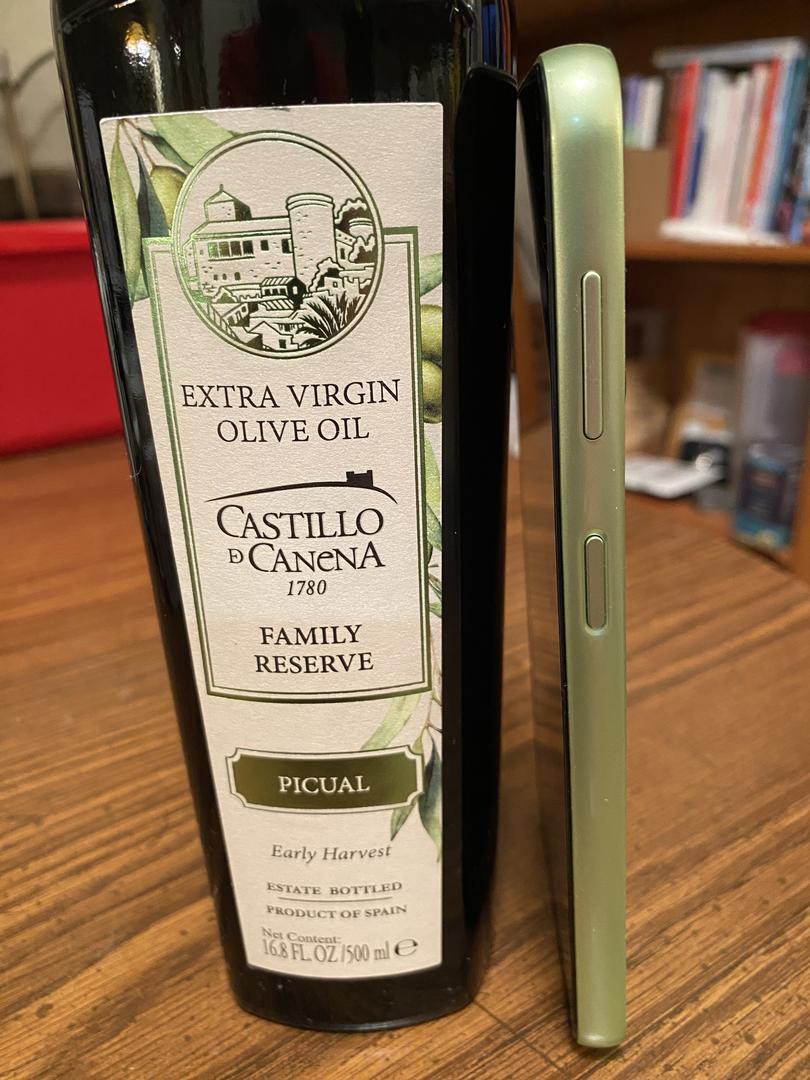 EXTRA VIRGIN
OLIVE OIL
CASTILLO
D CANeNA
1780
FAMILY
RESERVE
PICUAL
Early Harvest
ESTATE BOTTLED
PRODUCT OF SPAIN
Net Content:
16.8 FL. OZ /500 ml ℮